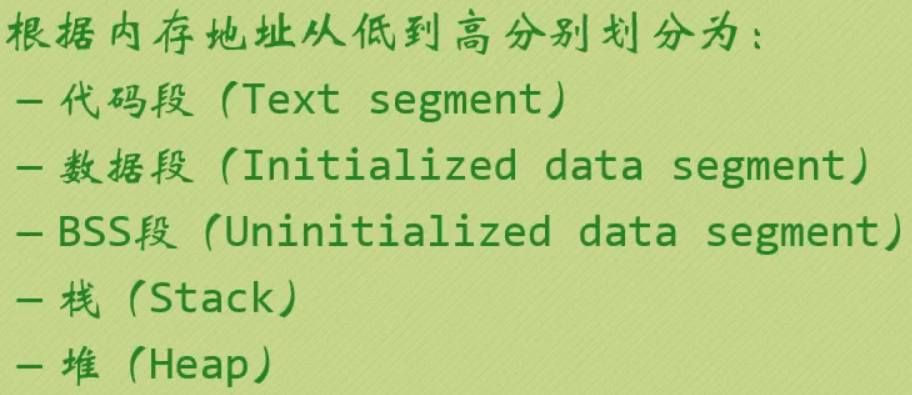 根据内存地址从低到高分别划分为：
– 代码段（Text segment）
– 数据段（Initialized data segment）
– BSS段（Uninitialized data segment）
– 栈（Stack）
– 堆（Heap）